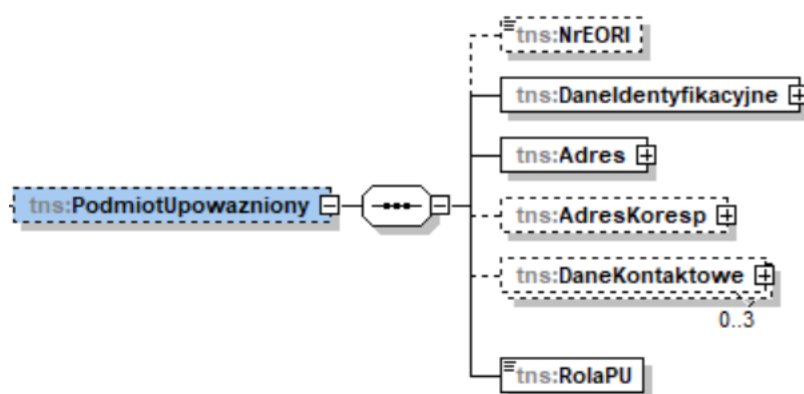 tns:NrEORI
tns:DaneIdentyfikacyjne
tns:Adres
tns:PodmiotUpowazniony
tns:AdresKoresp
tns:DaneKontaktowe
0..3
tns:RolaPU